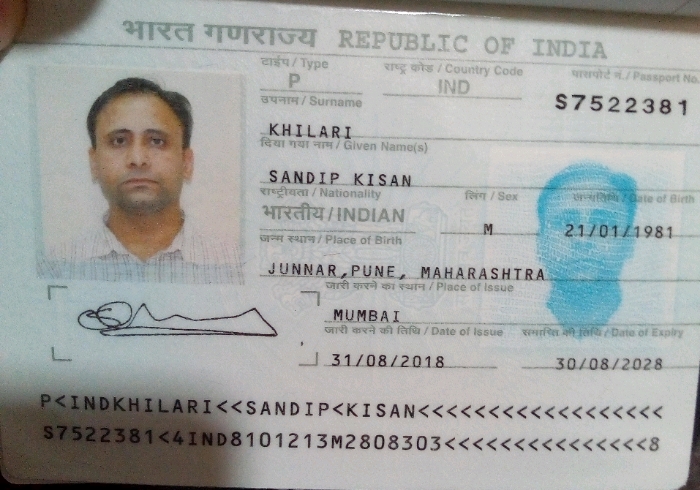 भारत गणराज्य REPUBLIC OF INDIA
टाईप / Type राष्ट्र कोड / Country Code पासपोर्ट नं. / Passport No.
P IND S7522381
उपनाम / Surname
KHILARI
दिया गया नाम / Given Name(s)
SANDIP KISAN
राष्ट्रीयता / Nationality लिंग / Sex जन्मतिथि / Date of Birth
भारतीय / INDIAN M 21/01/1981
जन्म स्थान / Place of Birth
JUNNAR,PUNE, MAHARASHTRA
जारी करने का स्थान / Place of Issue
MUMBAI
जारी करने की तिथि / Date of Issue समाप्ति की तिथि / Date of Expiry
31/08/2018 30/08/2028
P<INDKHILARI<<SANDIP<KISAN<<<<<<<<<<<<<<<<<<
S7522381<4IND8101213M2808303<<<<<<<<<<<<<<<8